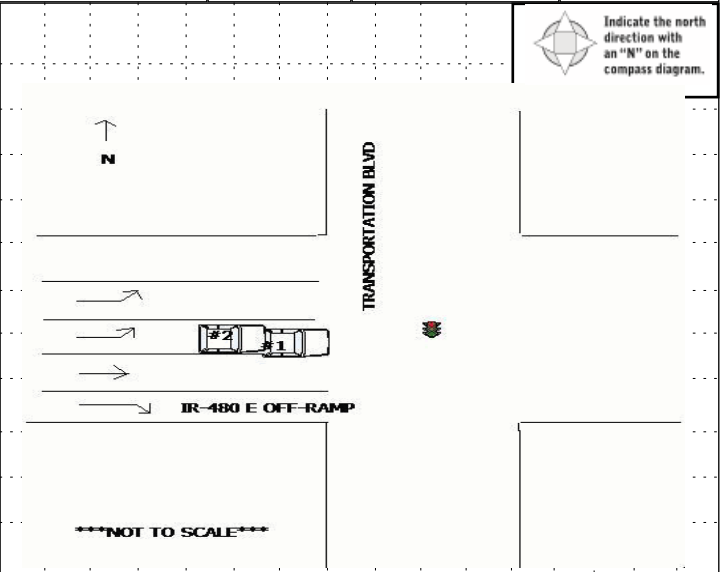 Indicate the north
direction with
an “N” on the
compass diagram.
N
TRANSPORTATION BLVD
#2
#1
IR-480 E OFF-RAMP
***NOT TO SCALE***